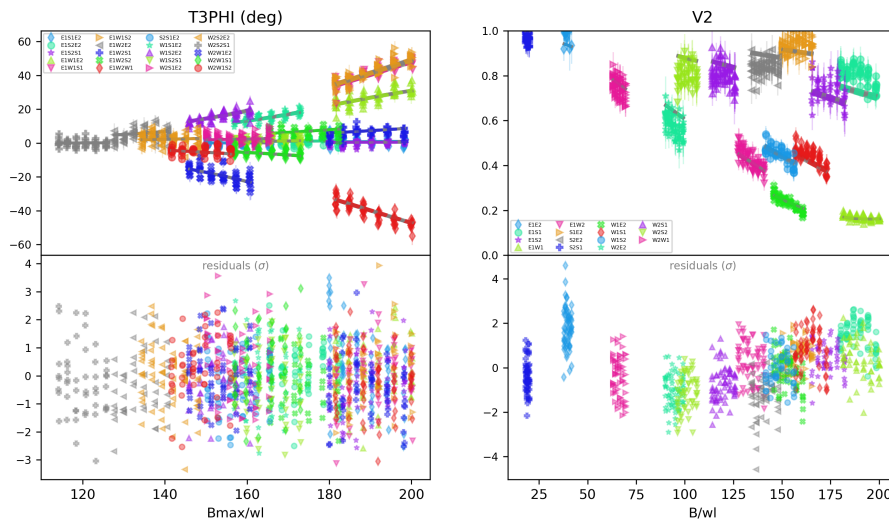 T3PHI (deg)
E1S1E2 E1W1S2 S2S1E2 W2S2E2
E1S2E2 E1W2E2 W1S1E2 W2S2S1
E1S2S1 E1W2S1 W1S2E2 W2W1E2
E1W1E2 E1W2S2 W1S2S1 W2W1S1
E1W1S1 E1W2W1 W2S1E2 W2W1S2
60
40
20
0
−20
−40
−60
residuals (σ)
4
3
2
1
0
−1
−2
−3
120 140 160 180 200
Bmax/wl
V2
1.0
0.8
0.6
0.4
0.2
0.0
E1E2 E1W2 W1E2 W2S1
E1S1 S1E2 W1S1 W2S2
E1S2 S2E2 W1S2 W2W1
E1W1 S2S1 W2E2
residuals (σ)
4
2
0
−2
−4
25 50 75 100 125 150 175 200
B/wl